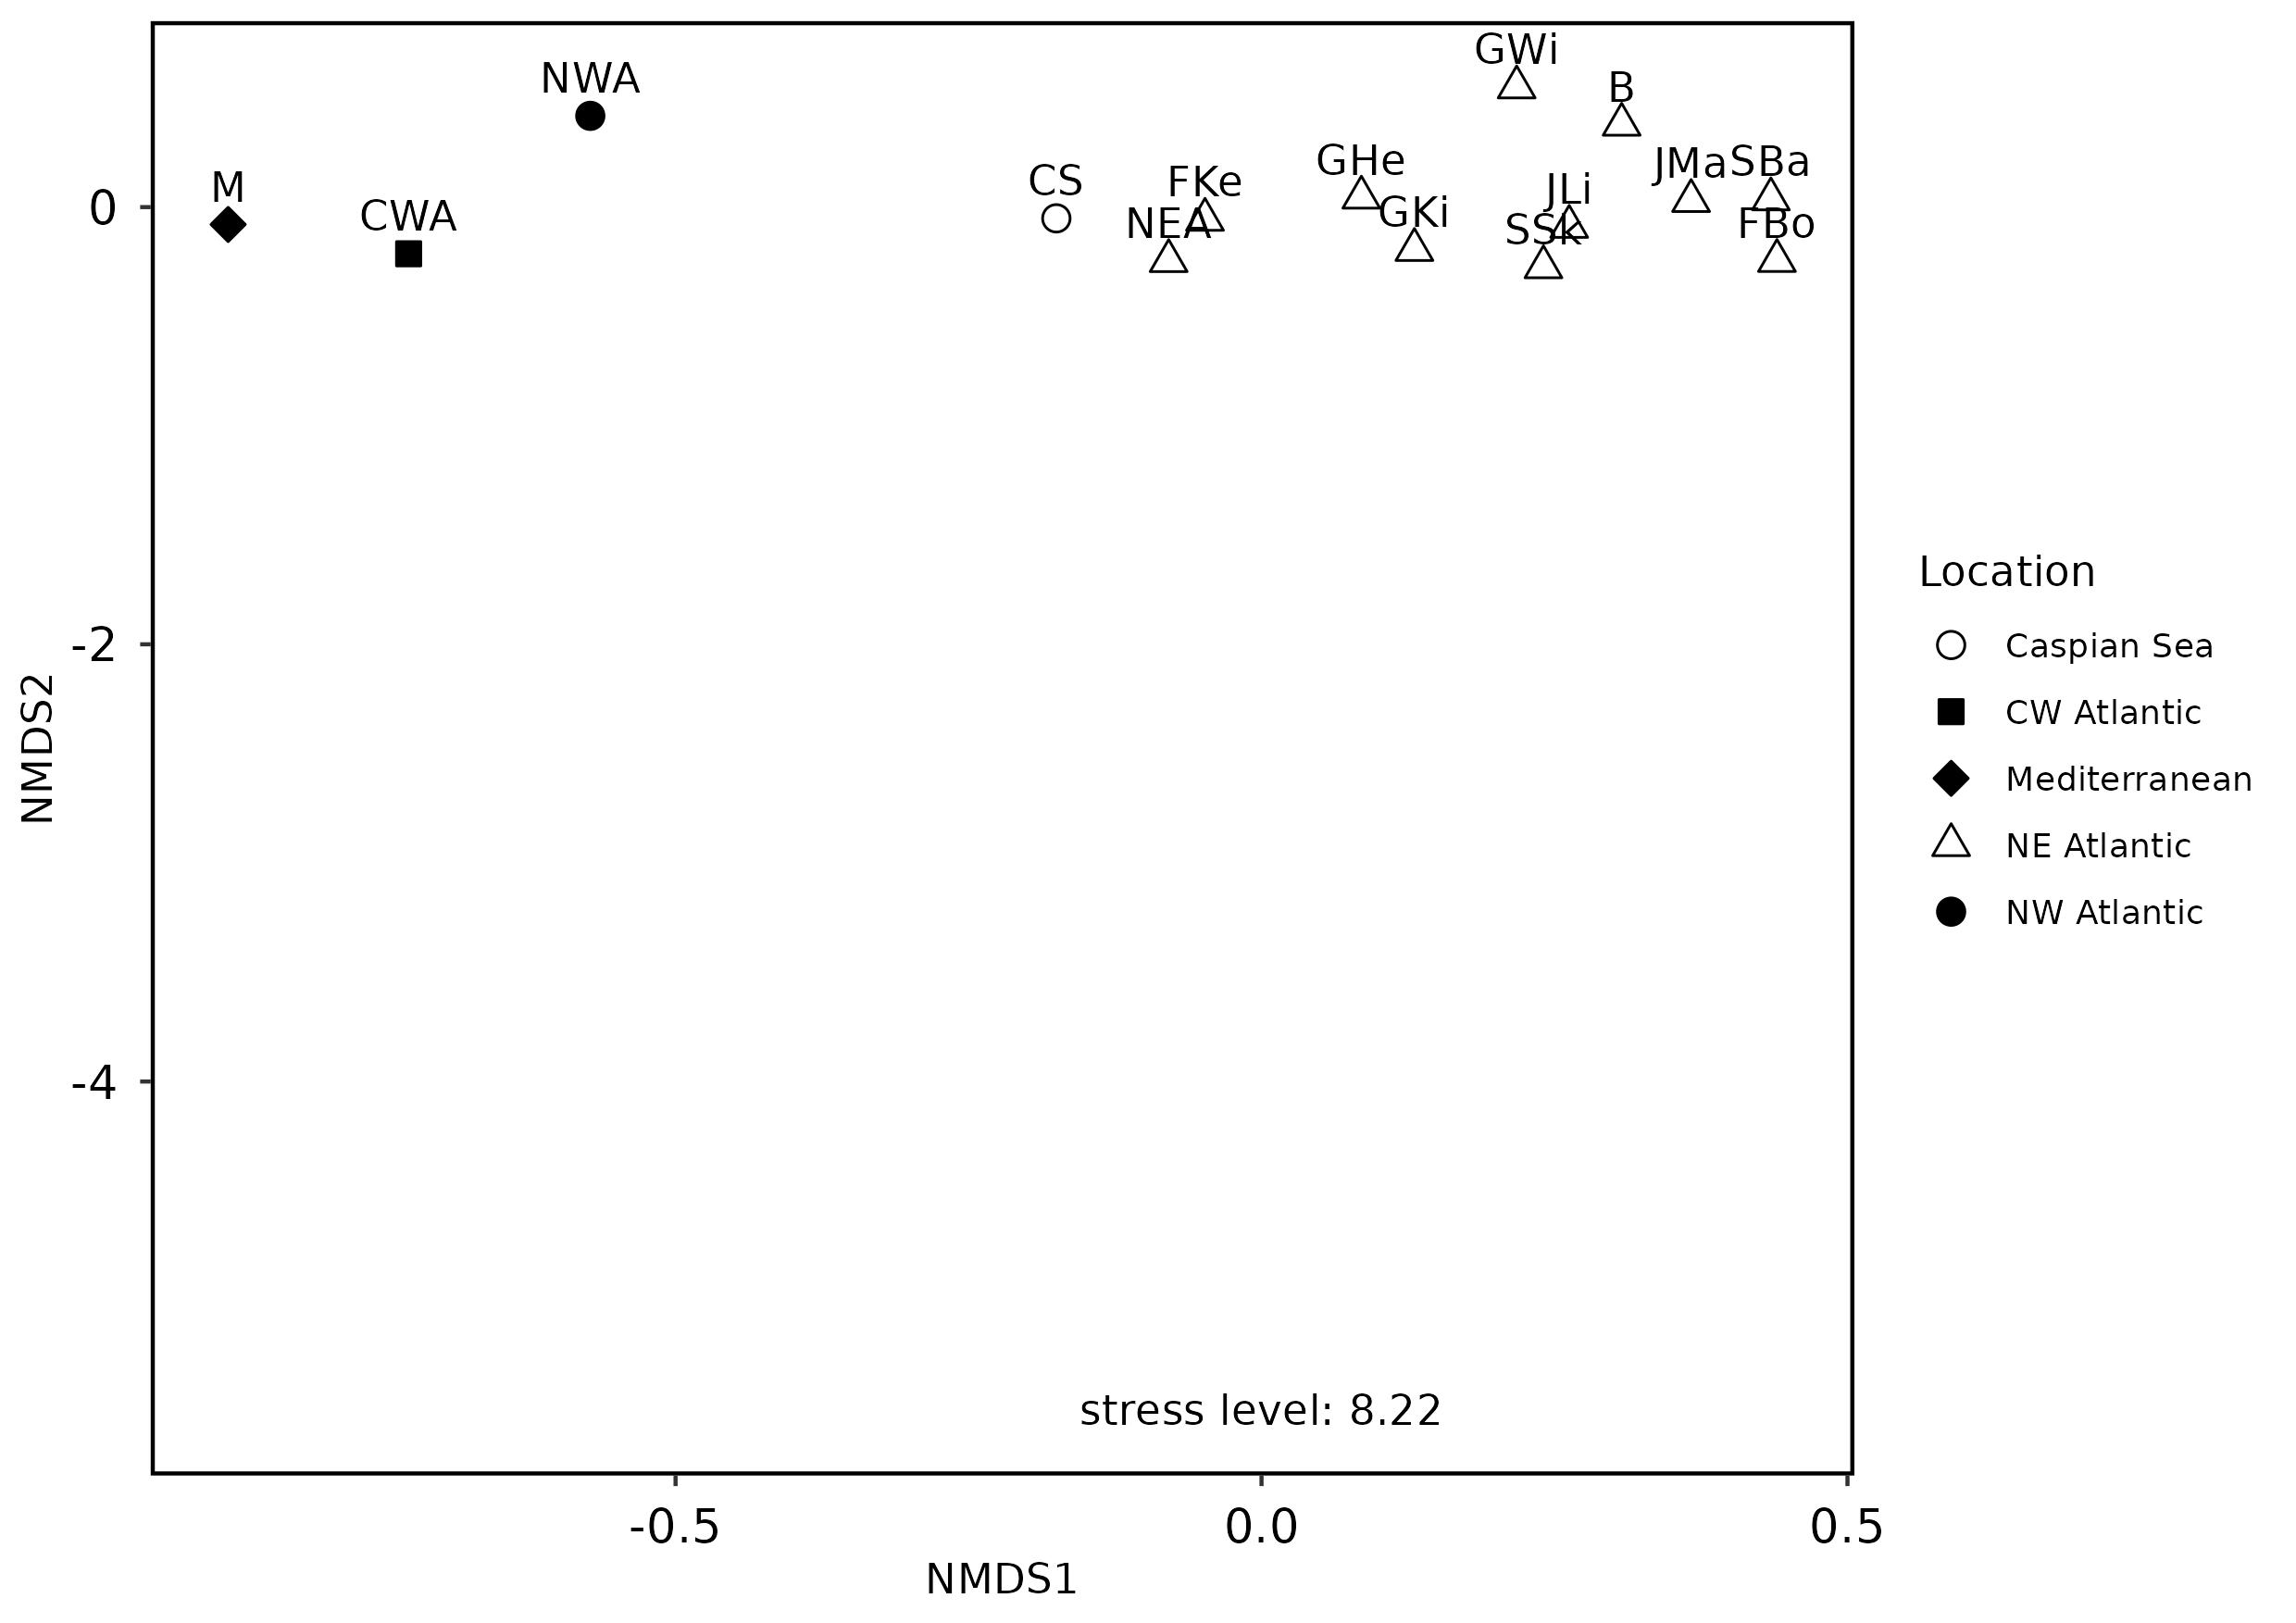 GWi
NWA
B
GHe
JMa
SBa
M
CS
FKe
JLi
CWA
GKi
NEA
SSk
FBo
0
-2
-4
NMDS2
Location
Caspian Sea
CW Atlantic
Mediterranean
NE Atlantic
NW Atlantic
stress level: 8.22
-0.5
0.0
0.5
NMDS1